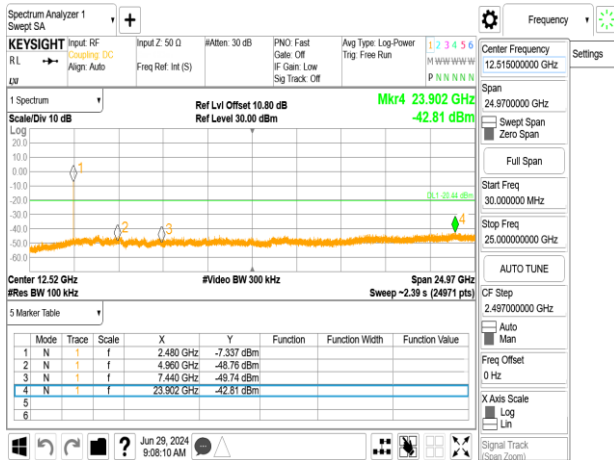 Spectrum Analyzer 1
Swept SA
Frequency
Settings
KEYSIGHT
RL
Input: RF
Coupling: DC
Align: Auto
Input Z: 50 Ω
Freq Ref: Int (S)
#Atten: 30 dB
PNO: Fast
Gate: Off
IF Gain: Low
Sig Track: Off
Avg Type: Log-Power
Trig: Free Run
1 2 3 4 5 6
M W W W W W
P N N N N N
LXI
1 Spectrum
Scale/Div 10 dB
Ref Lvl Offset 10.80 dB
Ref Level 30.00 dBm
Mkr4 23.902 GHz
-42.81 dBm
Log
20.0
10.0
0.00
-10.0
-20.0
-30.0
-40.0
-50.0
-60.0
1
2
3
4
DL1 -20.44 dBm
Center 12.52 GHz
#Video BW 300 kHz
Span 24.97 GHz
#Res BW 100 kHz
Sweep ~2.39 s (24971 pts)
5 Marker Table
Mode Trace Scale X Y Function Function Width Function Value
1 N 1 f 2.480 GHz -7.337 dBm
2 N 1 f 4.960 GHz -48.76 dBm
3 N 1 f 7.440 GHz -49.74 dBm
4 N 1 f 23.902 GHz -42.81 dBm
5
6
Jun 29, 2024
9:08:10 AM
Center Frequency
12.515000000 GHz
Span
24.9700000 GHz
Swept Span
Zero Span
Full Span
Start Freq
30.000000 MHz
Stop Freq
25.000000000 GHz
AUTO TUNE
CF Step
2.497000000 GHz
Auto
Man
Freq Offset
0 Hz
X Axis Scale
Log
Lin
Signal Track
(Span Zoom)